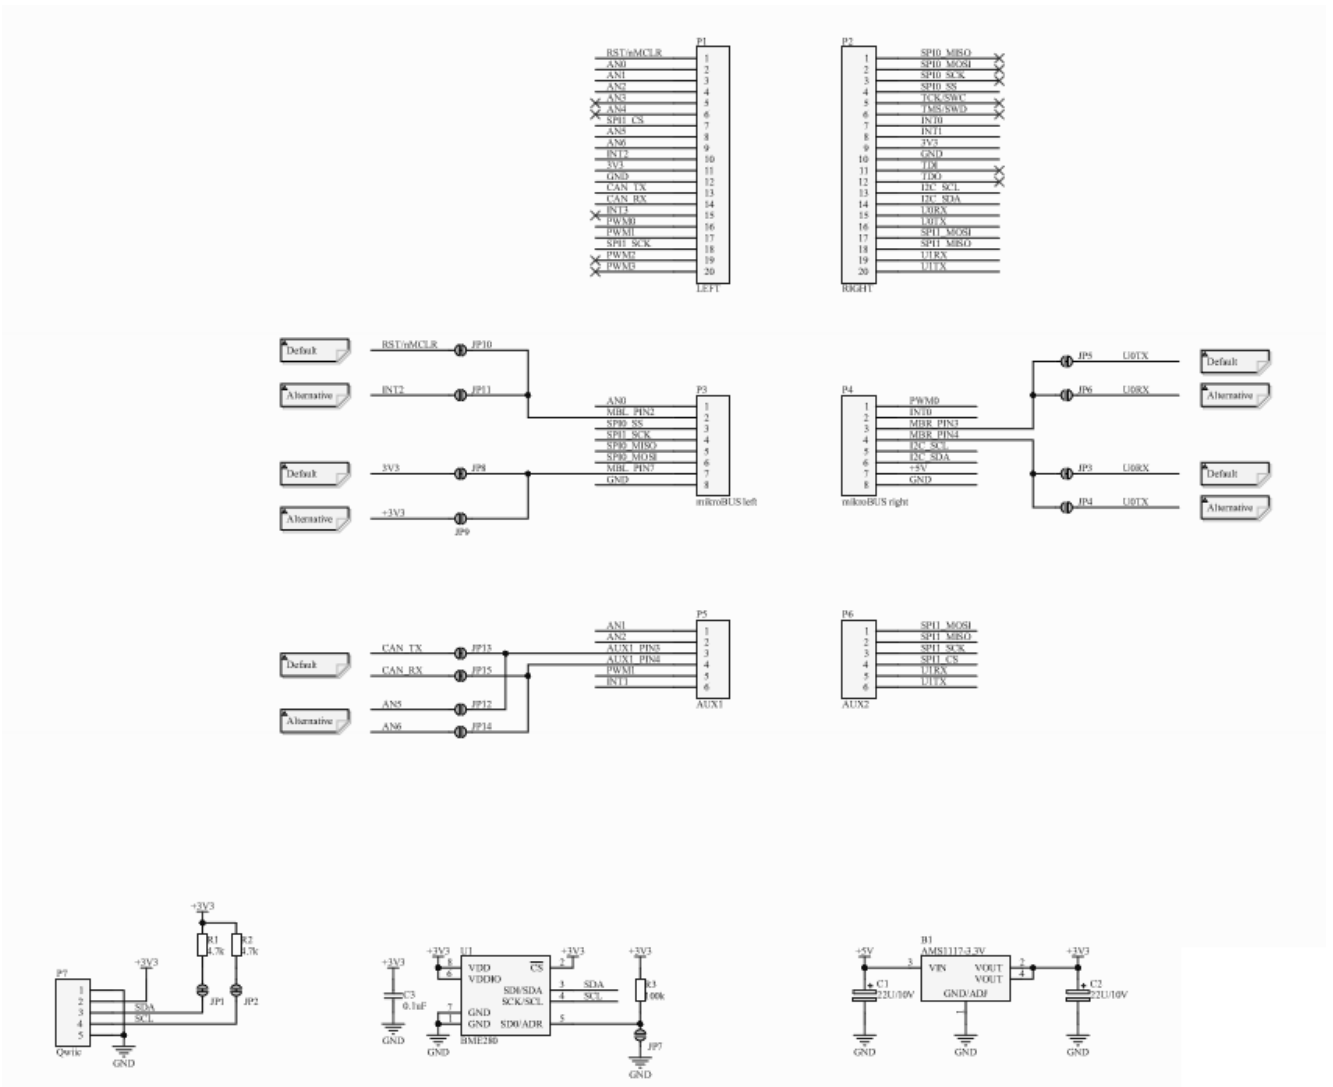 P1
RST/nMCLR 1
AN0 2
AN1 3
AN2 4
AN3 5
AN4 6
SPI1_CS 7
AN5 8
AN6 9
INT2 10
3V3 11
GND 12
CAN_TX 13
CAN_RX 14
INT3 15
PWM0 16
PWM1 17
SPI1_SCK 18
PWM2 19
PWM3 20
LEFT
P2
1 SPI0_MISO
2 SPI0_MOSI
3 SPI0_SCK
4 SPI0_SS
5 TCK/SWC
6 TMS/SWD
7 INT0
8 INT1
9 3V3
10 GND
11 TDI
12 TDO
13 I2C_SCL
14 I2C_SDA
15 U0RX
16 U0TX
17 SPI1_MOSI
18 SPI1_MISO
19 U1RX
20 U1TX
RIGHT
Default RST/nMCLR JP10
Alternative INT2 JP11
Default 3V3 JP8
Alternative +3V3
JP9
P3
AN0 1
MBL_PIN2 2
SPI0_SS 3
SPI1_SCK 4
SPI0_MISO 5
SPI0_MOSI 6
MBL_PIN7 7
GND 8
mikroBUS left
P4
1 PWM0
2 INT0
3 MBR_PIN3
4 MBR_PIN4
5 I2C_SCL
6 I2C_SDA
7 +5V
8 GND
mikroBUS right
JP5 U0TX Default
JP6 U0RX Alternative
JP3 U0RX Default
JP4 U0TX Alternative
Default
CAN_TX JP13
CAN_RX JP15
Alternative
AN5 JP12
AN6 JP14
P5
AN1 1
AN2 2
AUX1_PIN3 3
AUX1_PIN4 4
PWM1 5
INT1 6
AUX1
P6
1 SPI1_MOSI
2 SPI1_MISO
3 SPI1_SCK
4 SPI1_CS
5 U1RX
6 U1TX
AUX2
+3V3
R1 R2
4.7k 4.7k
+3V3
JP1 JP2
P7
1
2
3 SDA
4 SCL
5
Qwiic
GND
+3V3
C3
0.1uF
GND
+3V3
U1
+3V3
8 VDD CS 2
6 VDDIO
SDI/SDA 3 SDA
SCK/SCL 4 SCL
7 GND
1 GND SD0/ADR 5
BME280
GND
+3V3
R3
100k
JP7
GND
+5V
B1
AMS1117-3.3V
+3V3
3 VIN VOUT 2
VOUT 4
GND/ADJ
1
C1
22U/10V
C2
22U/10V
GND
GND
GND